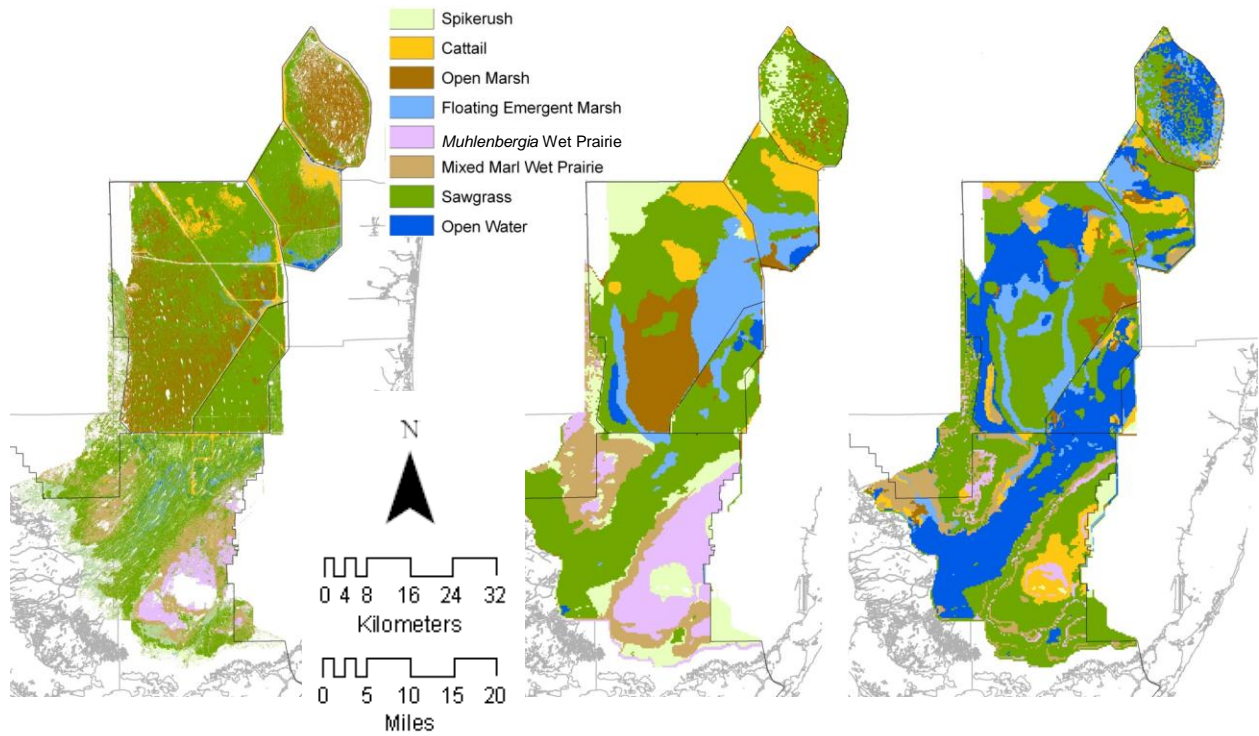 Spikerush
Cattail
Open Marsh
Floating Emergent Marsh
Muhlenbergia Wet Prairie
Mixed Marl Wet Prairie
Sawgrass
Open Water
N
0 4 8 16 24 32
Kilometers
0 5 10 15 20
Miles